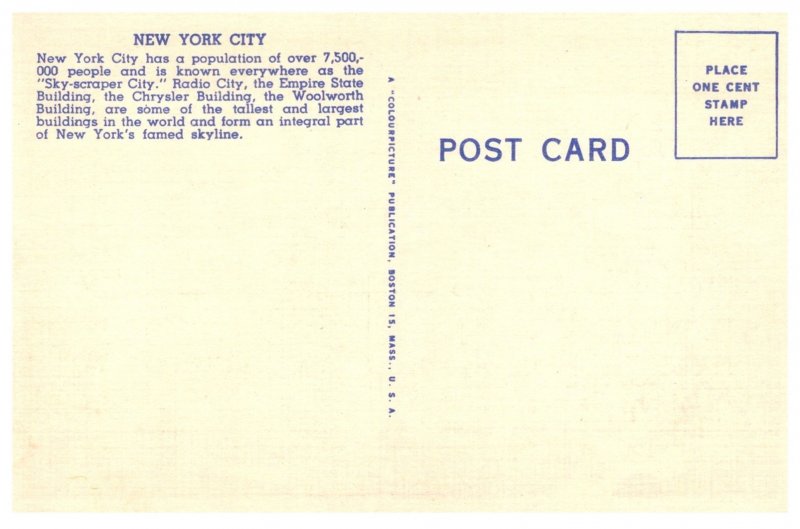 NEW YORK CITY
New York City has a population of over 7,500,-
000 people and is known everywhere as the
"Sky-scraper City." Radio City, the Empire State
Building, the Chrysler Building, the Woolworth
Building, are some of the tallest and largest
buildings in the world and form an integral part
of New York's famed skyline.
A "COLOURPICTURE" PUBLICATION, BOSTON 15, MASS., U. S. A.
POST CARD
PLACE
ONE CENT
STAMP
HERE